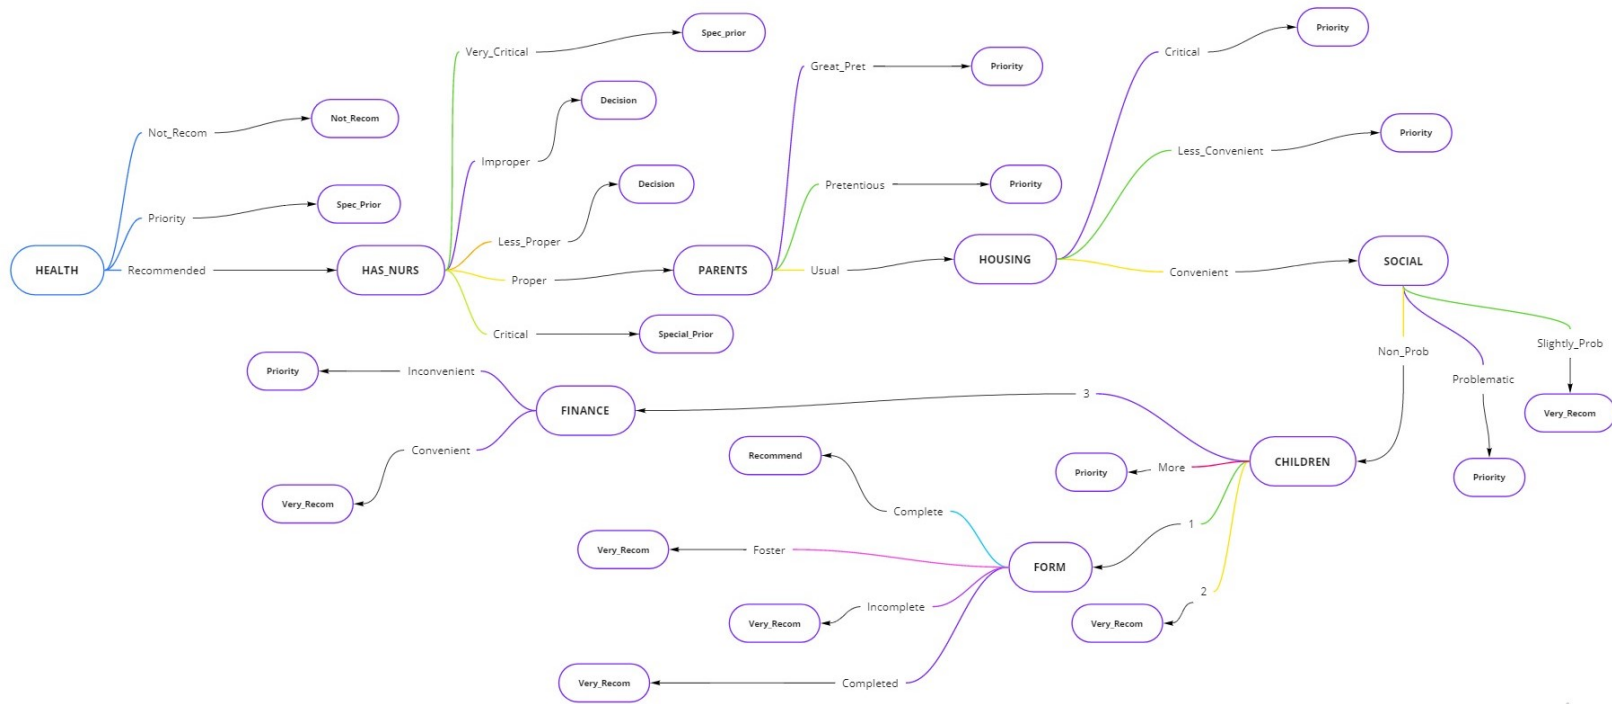 HEALTH
Not_Recom
Not_Recom
Priority
Spec_Prior
Recommended
HAS_NURS
Very_Critical
Spec_prior
Improper
Decision
Less_Proper
Decision
Proper
Critical
Special_Prior
PARENTS
Great_Pret
Priority
Pretentious
Priority
Usual
HOUSING
Critical
Priority
Less_Convenient
Priority
Convenient
SOCIAL
Non_Prob
Problematic
Priority
Slightly_Prob
Very_Recom
CHILDREN
3
More
Priority
1
2
Very_Recom
FINANCE
Inconvenient
Priority
Convenient
Very_Recom
FORM
Complete
Recommend
Foster
Very_Recom
Incomplete
Very_Recom
Completed
Very_Recom